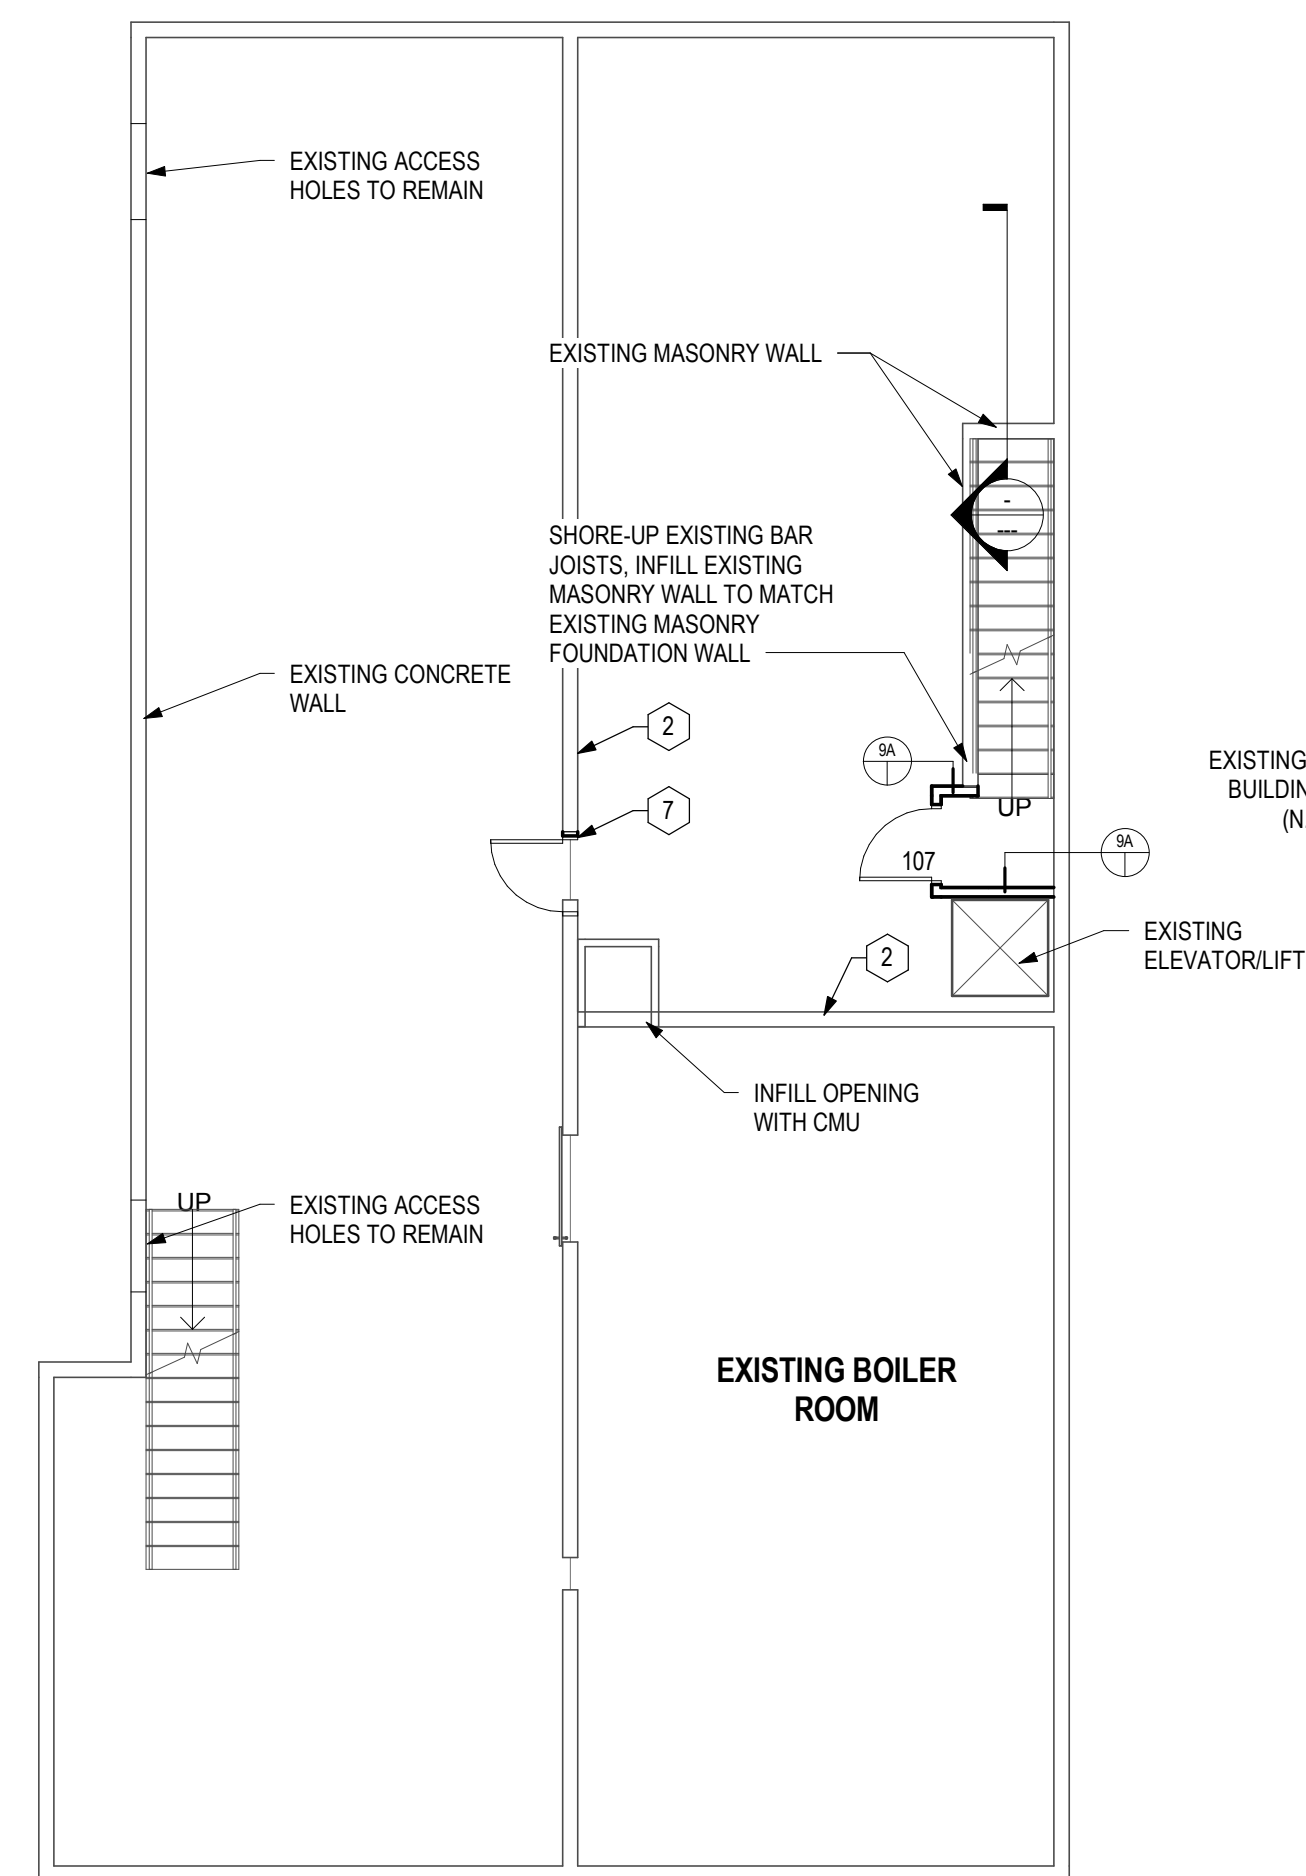 EXISTING ACCESS
HOLES TO REMAIN
EXISTING MASONRY WALL
-
---
SHORE-UP EXISTING BAR
JOISTS, INFILL EXISTING
MASONRY WALL TO MATCH
EXISTING MASONRY
FOUNDATION WALL
EXISTING CONCRETE
WALL
2
7
9A
UP
107
9A
EXISTING
BUILDIN
(N.
EXISTING
ELEVATOR/LIFT
2
INFILL OPENING
WITH CMU
UP
EXISTING ACCESS
HOLES TO REMAIN
EXISTING BOILER
ROOM